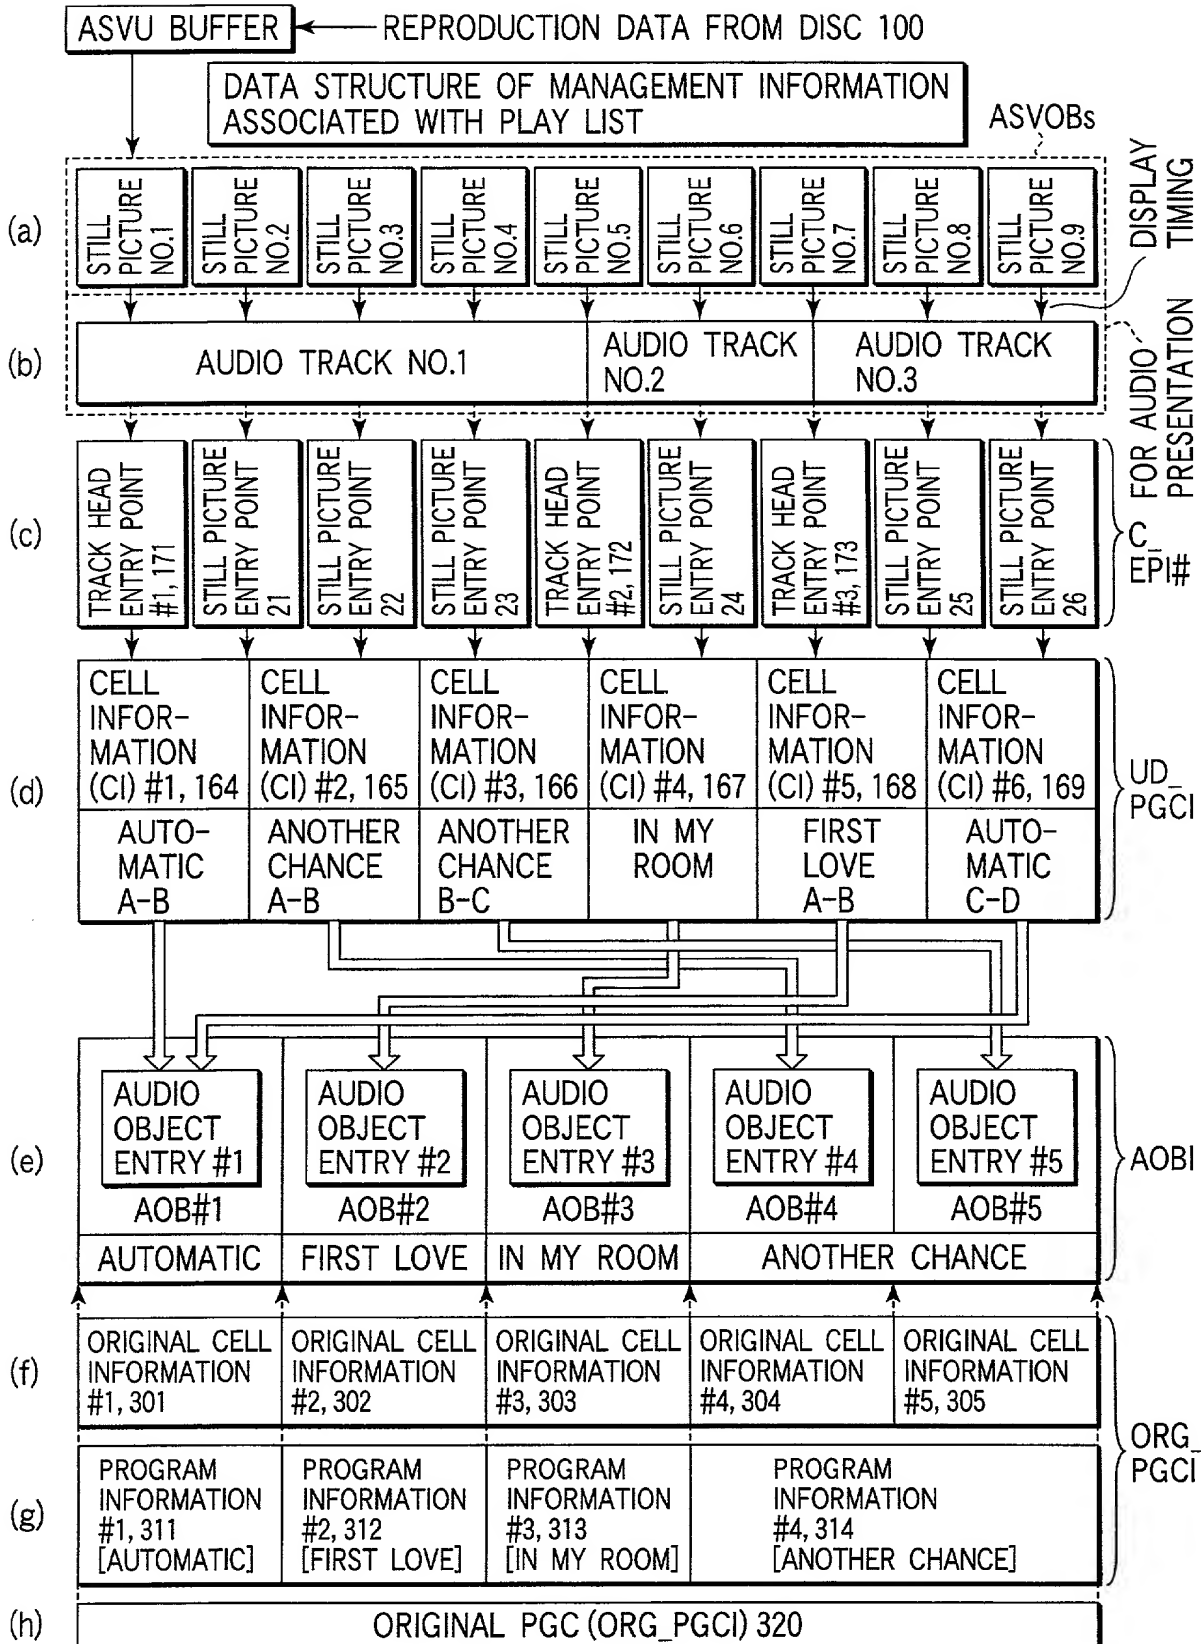 ASVU BUFFER
REPRODUCTION DATA FROM DISC 100
DATA STRUCTURE OF MANAGEMENT INFORMATION
ASSOCIATED WITH PLAY LIST
ASVOBs
DISPLAY
TIMING
(a)
STILL
PICTURE
NO.1
STILL
PICTURE
NO.2
STILL
PICTURE
NO.3
STILL
PICTURE
NO.4
STILL
PICTURE
NO.5
STILL
PICTURE
NO.6
STILL
PICTURE
NO.7
STILL
PICTURE
NO.8
STILL
PICTURE
NO.9
(b)
AUDIO TRACK NO.1
AUDIO TRACK
NO.2
AUDIO TRACK
NO.3
FOR AUDIO
PRESENTATION
(c)
TRACK HEAD
ENTRY POINT
#1, 171
STILL PICTURE
ENTRY POINT
21
STILL PICTURE
ENTRY POINT
22
STILL PICTURE
ENTRY POINT
23
TRACK HEAD
ENTRY POINT
#2, 172
STILL PICTURE
ENTRY POINT
24
TRACK HEAD
ENTRY POINT
#3, 173
STILL PICTURE
ENTRY POINT
25
STILL PICTURE
ENTRY POINT
26
C_
EPI#
(d)
CELL
INFOR-
MATION
(CI) #1, 164
CELL
INFOR-
MATION
(CI) #2, 165
CELL
INFOR-
MATION
(CI) #3, 166
CELL
INFOR-
MATION
(CI) #4, 167
CELL
INFOR-
MATION
(CI) #5, 168
CELL
INFOR-
MATION
(CI) #6, 169
AUTO-
MATIC
A-B
ANOTHER
CHANCE
A-B
ANOTHER
CHANCE
B-C
IN MY
ROOM
FIRST
LOVE
A-B
AUTO-
MATIC
C-D
UD_
PGCI
(e)
AUDIO
OBJECT
ENTRY #1
AUDIO
OBJECT
ENTRY #2
AUDIO
OBJECT
ENTRY #3
AUDIO
OBJECT
ENTRY #4
AUDIO
OBJECT
ENTRY #5
AOB#1
AOB#2
AOB#3
AOB#4
AOB#5
AUTOMATIC
FIRST LOVE
IN MY ROOM
ANOTHER CHANCE
AOBI
(f)
ORIGINAL CELL
INFORMATION
#1, 301
ORIGINAL CELL
INFORMATION
#2, 302
ORIGINAL CELL
INFORMATION
#3, 303
ORIGINAL CELL
INFORMATION
#4, 304
ORIGINAL CELL
INFORMATION
#5, 305
(g)
PROGRAM
INFORMATION
#1, 311
[AUTOMATIC]
PROGRAM
INFORMATION
#2, 312
[FIRST LOVE]
PROGRAM
INFORMATION
#3, 313
[IN MY ROOM]
PROGRAM
INFORMATION
#4, 314
[ANOTHER CHANCE]
ORG_
PGCI
(h)
ORIGINAL PGC (ORG_PGCI) 320